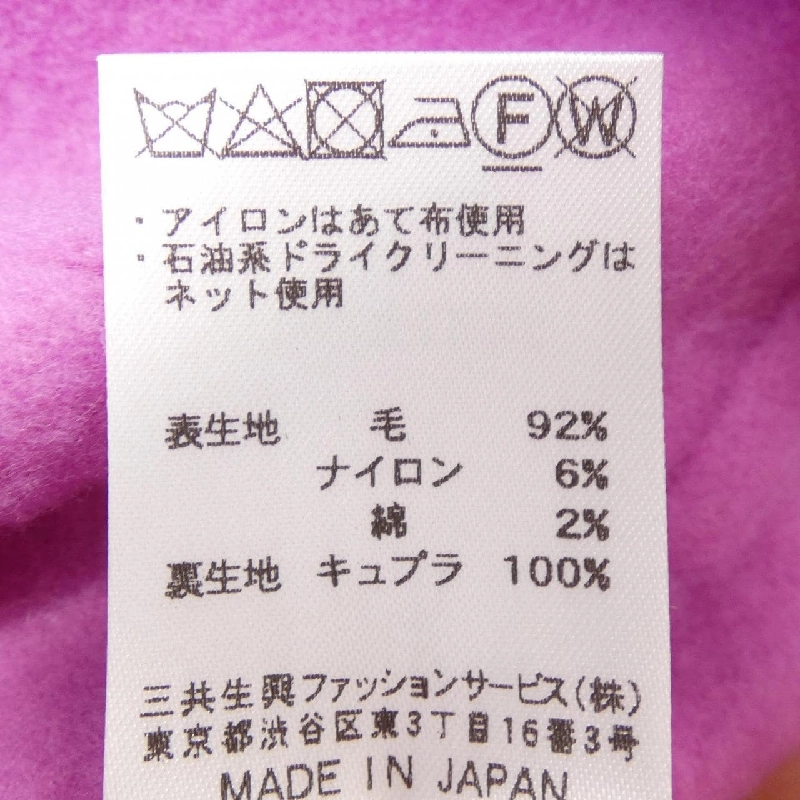 F W
・アイロンはあて布使用
・石油系ドライクリーニングは
ネット使用
表生地 毛 92%
ナイロン 6%
綿 2%
裏生地 キュプラ 100%
三共生興ファッションサービス(株)
東京都渋谷区東3丁目16番3号
MADE IN JAPAN